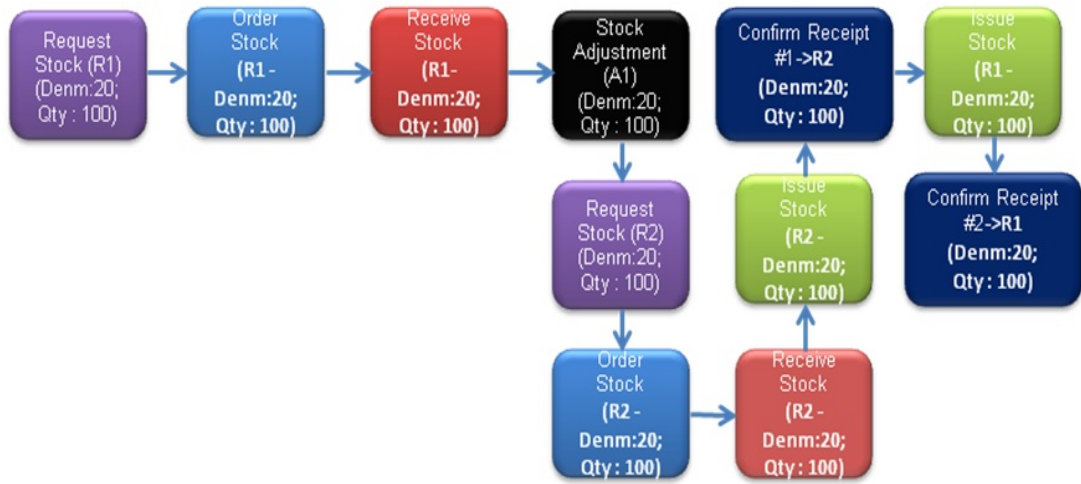 Request
Stock (R1)
(Denm:20;
Qty : 100)
Order
Stock
(R1 -
Denm:20;
Qty : 100)
Receive
Stock
(R1-
Denm:20;
Qty : 100)
Stock
Adjustment
(A1)
(Denm:20;
Qty : 100)
Request
Stock (R2)
(Denm:20;
Qty : 100)
Order
Stock
(R2 -
Denm:20;
Qty : 100)
Receive
Stock
(R2 -
Denm:20;
Qty : 100)
Issue
Stock
(R2 -
Denm:20;
Qty : 100)
Confirm Receipt
#1->R2
(Denm:20;
Qty : 100)
Issue
Stock
(R1 -
Denm:20;
Qty : 100)
Confirm Receipt
#2->R1
(Denm:20;
Qty : 100)